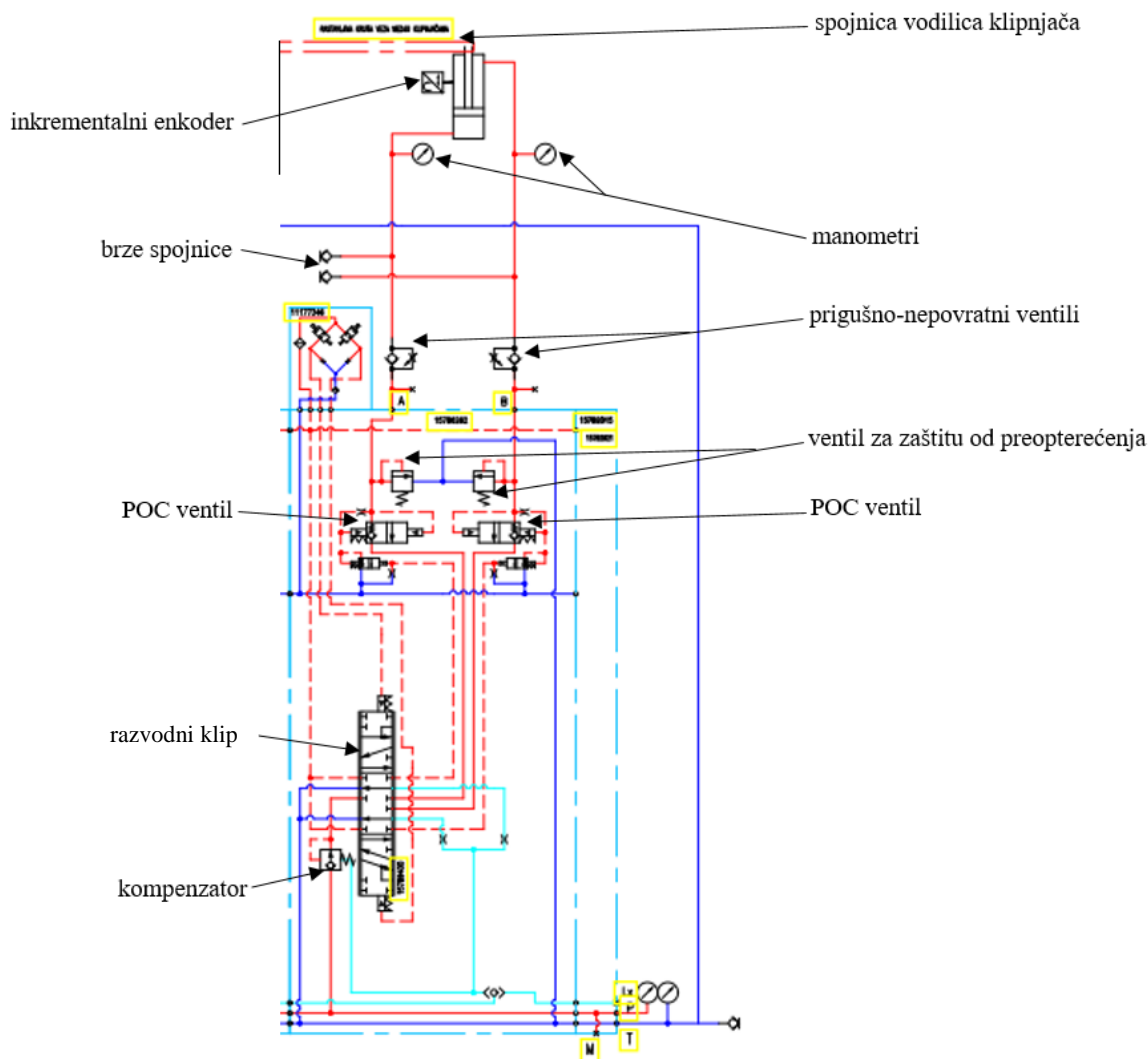 spojnica vodilica klipnjača
inkrementalni enkoder
manometri
brze spojnice
prigušno-nepovratni ventili
A
B
ventil za zaštitu od preopterećenja
POC ventil
POC ventil
razvodni klip
kompenzator
P
T
M